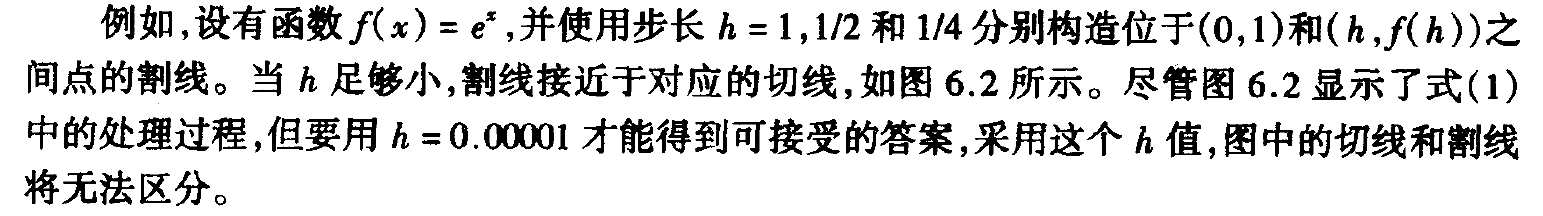 例如,设有函数 f(x) = eˣ,并使用步长 h = 1,1/2 和 1/4 分别构造位于(0,1)和(h,f(h))之
间点的割线。当 h 足够小,割线接近于对应的切线,如图 6.2 所示。尽管图 6.2 显示了式(1)
中的处理过程,但要用 h = 0.00001 才能得到可接受的答案,采用这个 h 值,图中的切线和割线
将无法区分。